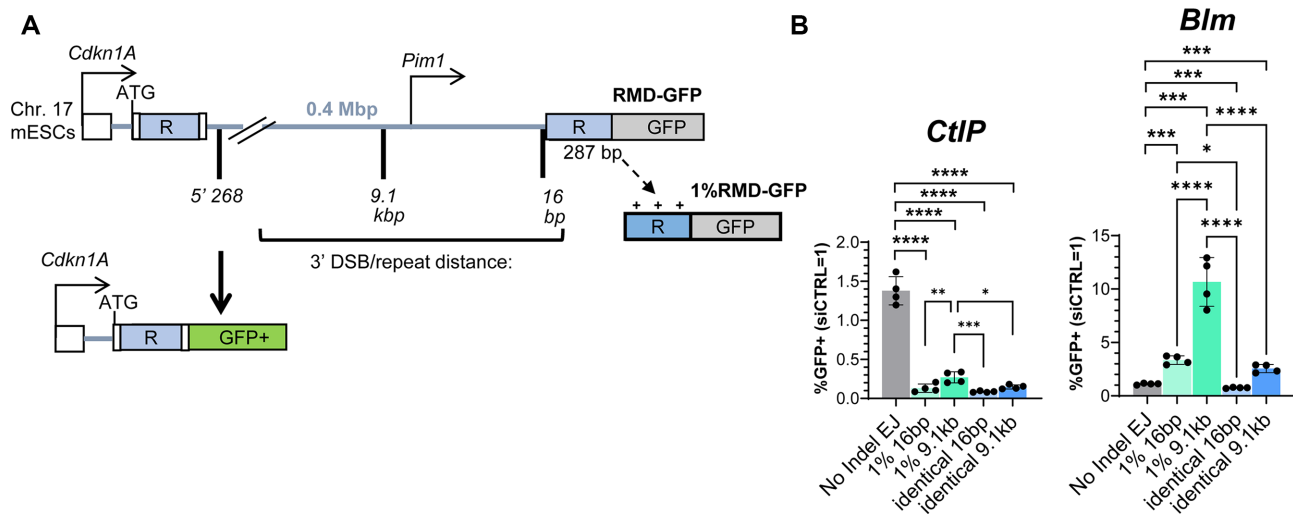 A
Cdkn1A
Pim1
ATG
Chr. 17
mESCs
R
0.4 Mbp
RMD-GFP
R
GFP
287 bp
5’ 268
9.1
kbp
16
bp
1%RMD-GFP
+ + +
R
GFP
3’ DSB/repeat distance:
Cdkn1A
ATG
R
GFP+
B
CtIP
****
****
****
****
**
*
***
%GFP+ (siCTRL=1)
2.0
1.5
1.0
0.5
0.0
No Indel EJ
1% 16bp
1% 9.1kb
identical 16bp
identical 9.1kb
Blm
***
***
***
****
***
*
****
****
%GFP+ (siCTRL=1)
15
10
5
0
No Indel EJ
1% 16bp
1% 9.1kb
identical 16bp
identical 9.1kb